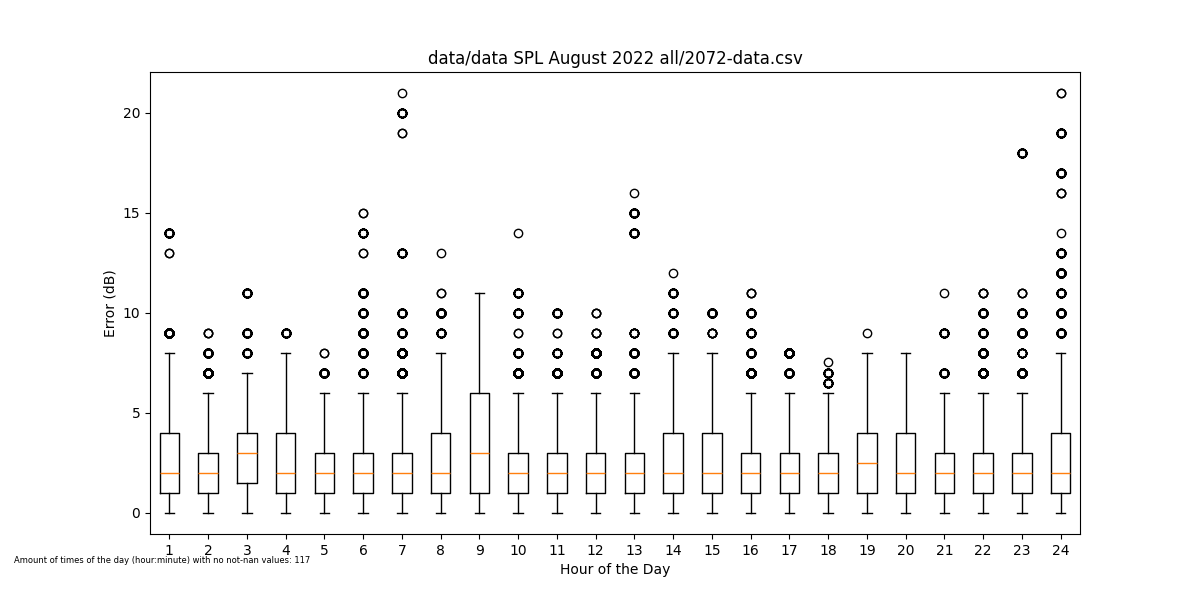 data/data SPL August 2022 all/2072-data.csv
Error (dB)
20
15
10
5
0
1 2 3 4 5 6 7 8 9 10 11 12 13 14 15 16 17 18 19 20 21 22 23 24
Amount of times of the day (hour:minute) with no not-nan values: 117
Hour of the Day